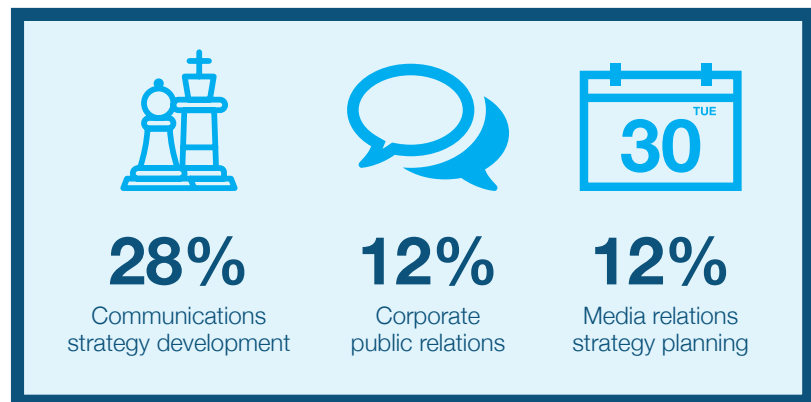 TUE
30
28%
Communications
strategy development
12%
Corporate
public relations
12%
Media relations
strategy planning